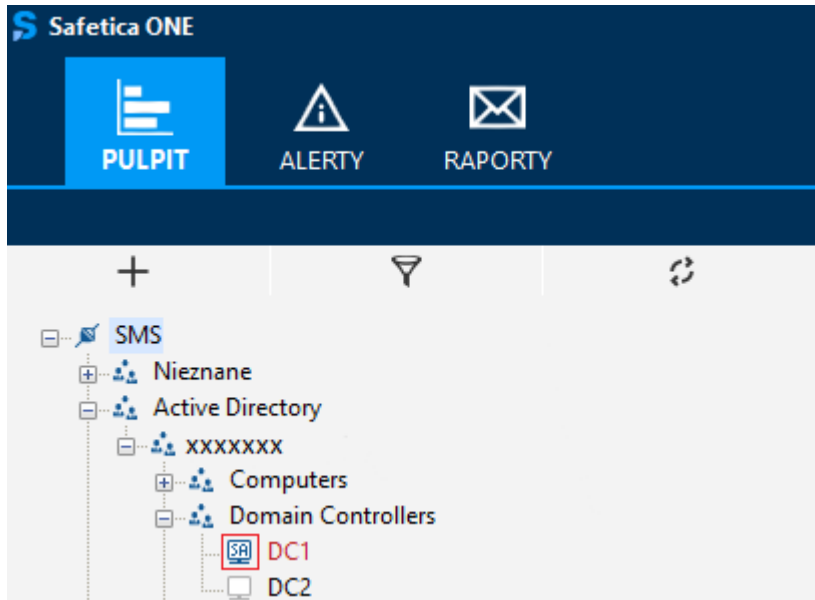 Safetica ONE
PULPIT ALERTY RAPORTY
SMS
Nieznane
Active Directory
xxxxxxx
Computers
Domain Controllers
SA DC1
DC2